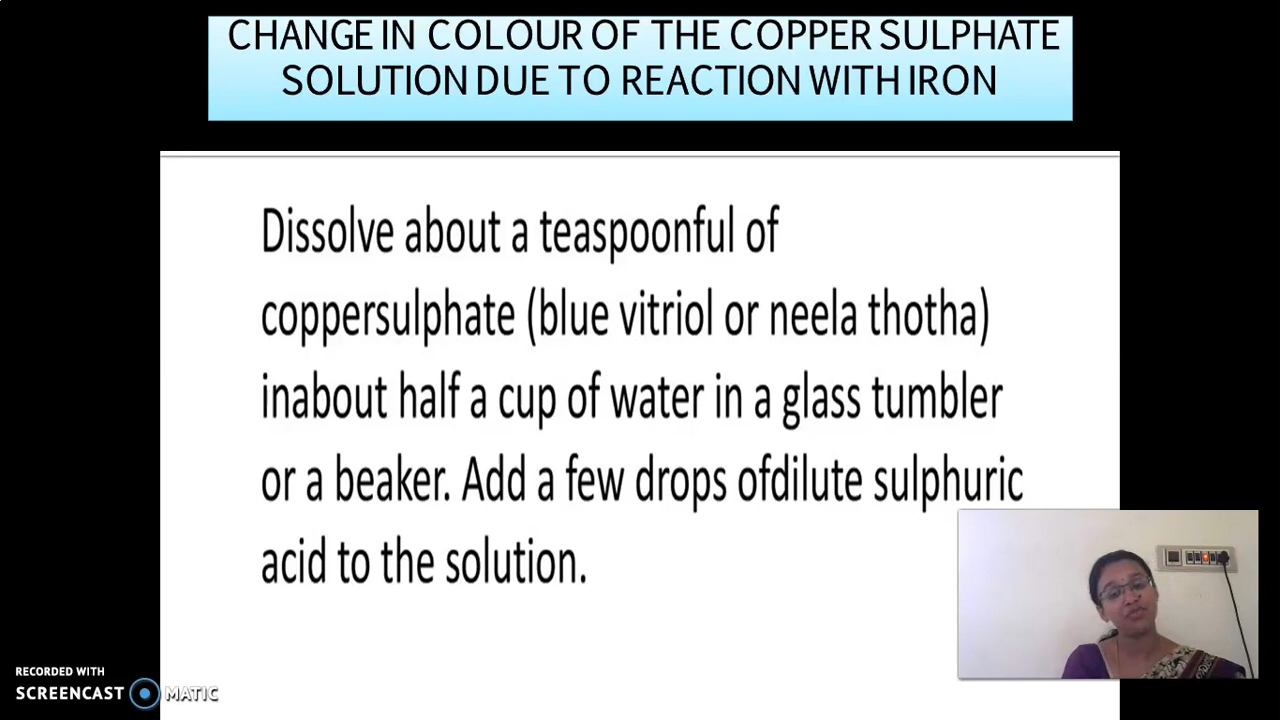 CHANGE IN COLOUR OF THE COPPER SULPHATE
SOLUTION DUE TO REACTION WITH IRON
Dissolve about a teaspoonful of
coppersulphate (blue vitriol or neela thotha)
inabout half a cup of water in a glass tumbler
or a beaker. Add a few drops ofdilute sulphuric
acid to the solution.
RECORDED WITH
SCREENCAST MATIC